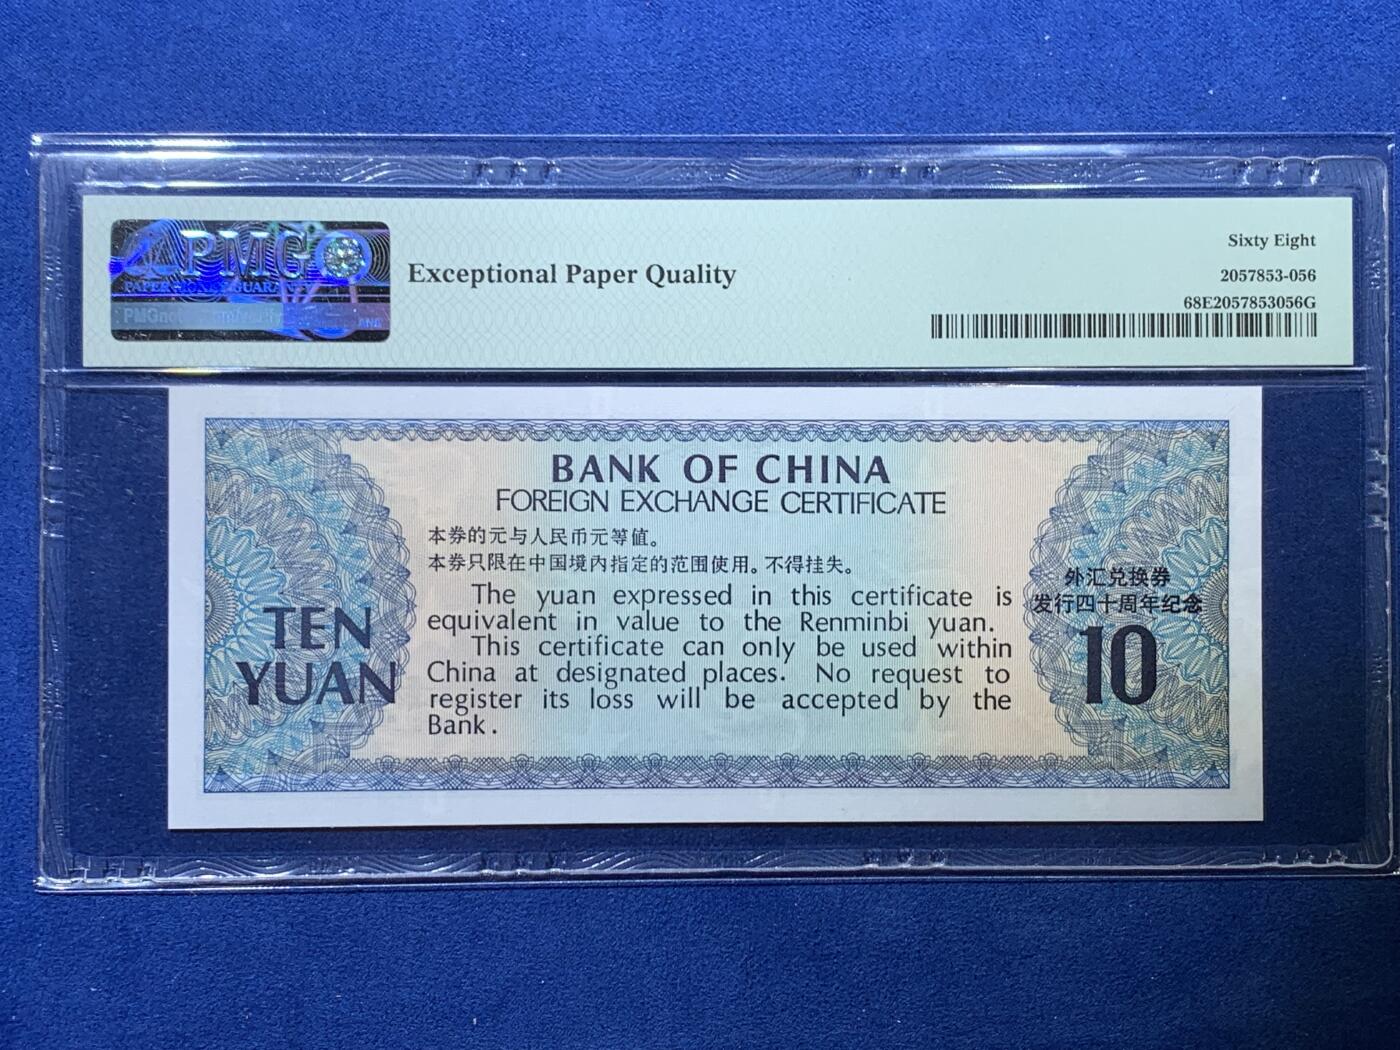 PMG
PAPER
GUARA
Exceptional Paper Quality
Sixty Eight
2057853-056
68E2057853056G
BANK OF CHINA
FOREIGN EXCHANGE CERTIFICATE
本券的元与人民币元等值。
本券只限在中国境内指定的范围使用。不得挂失。
The yuan expressed in this certificate is
equivalent in value to the Renminbi yuan.
This certificate can only be used within
China at designated places. No request to
register its loss will be accepted by the
Bank.
TEN
YUAN
外汇兑换券
发行四十周年纪念
10